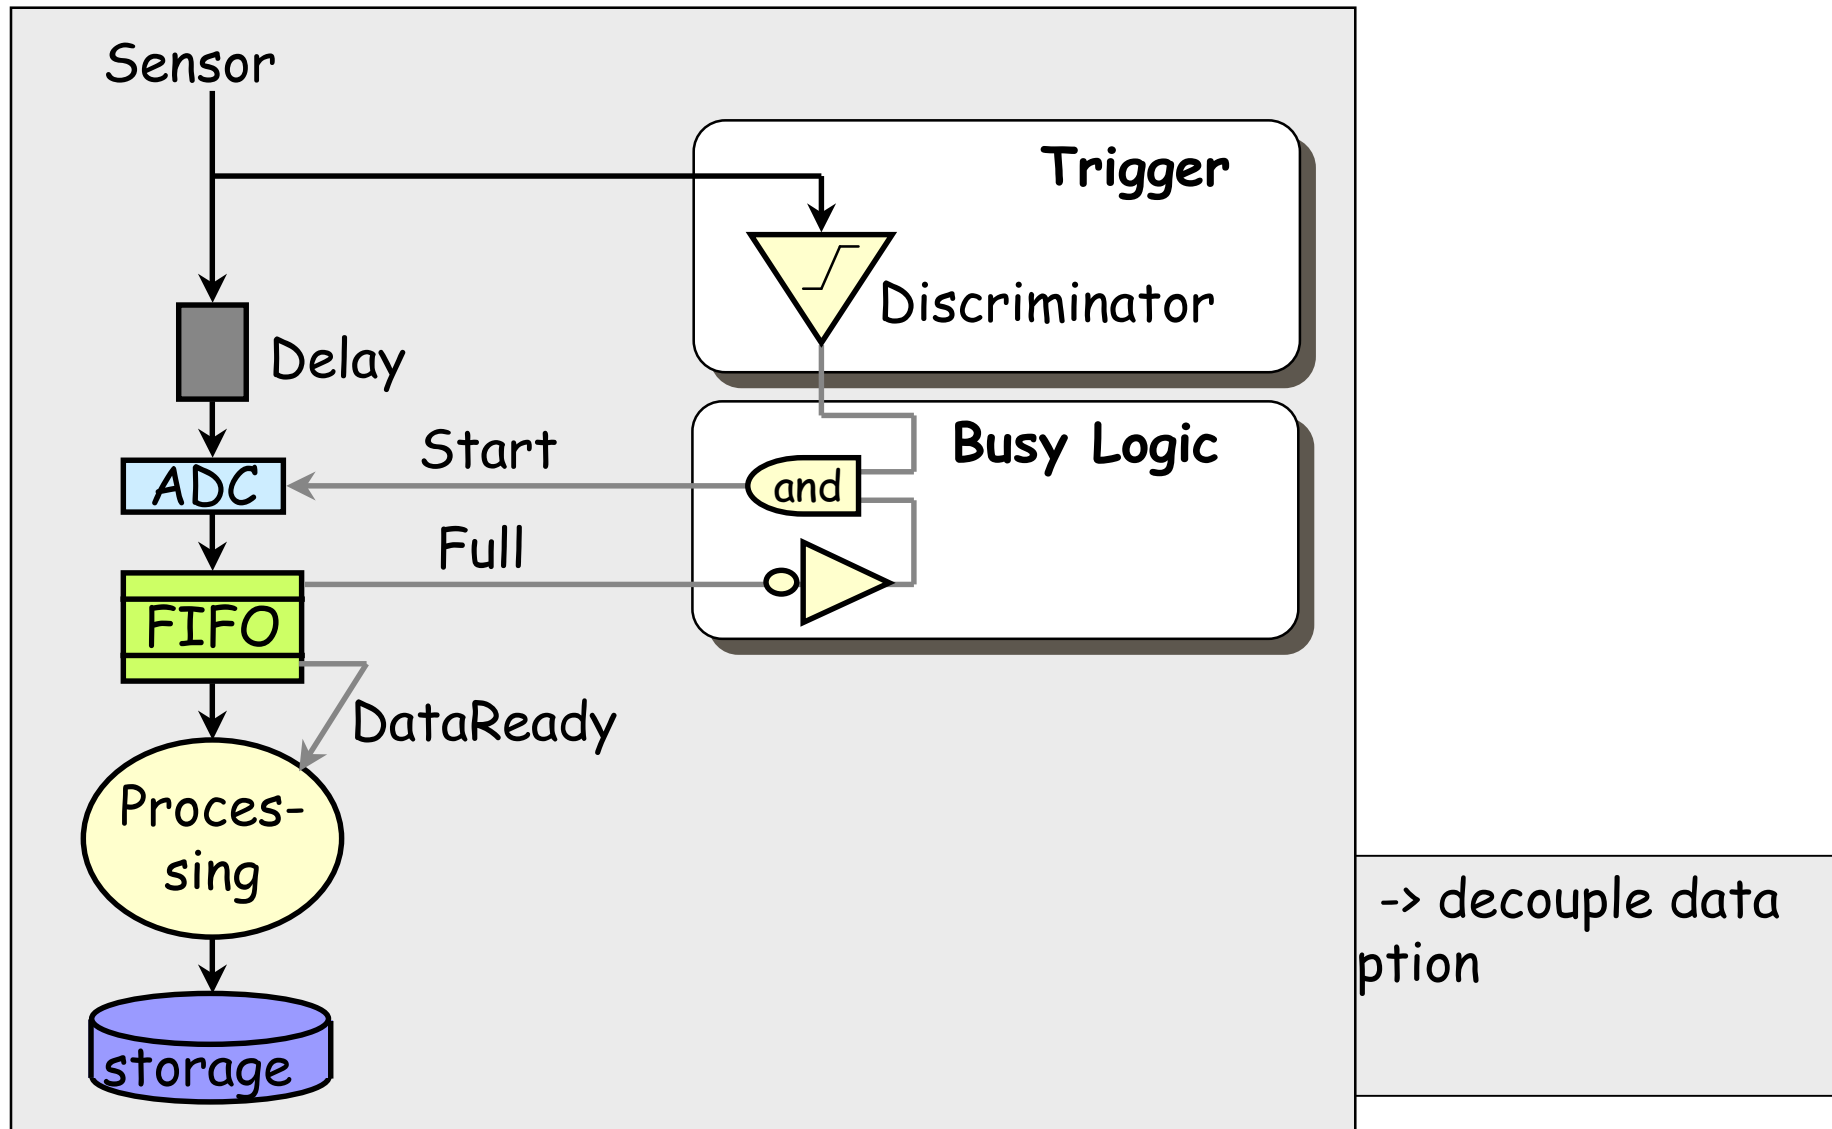 Sensor
Trigger
Discriminator
Delay
Start
Busy Logic
ADC
and
Full
FIFO
DataReady
Proces-
sing
-> decouple data
ption
storage